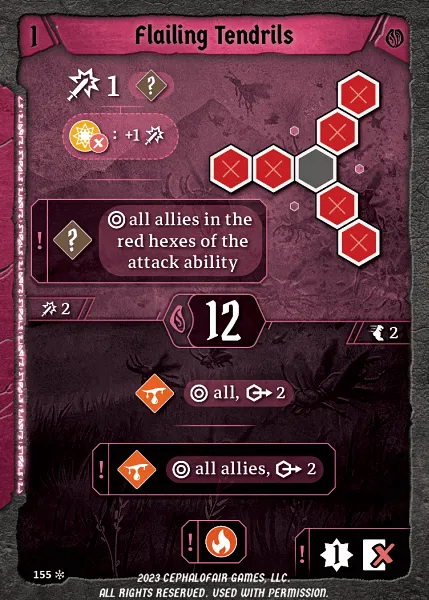 1
Flailing Tendrils
1 ?
: +1
! ? all allies in the
red hexes of the
attack ability
2
12
2
all, 2
! all allies, 2
! ! 1
155
2023 CEPHALOFAIR GAMES, LLC.
ALL RIGHTS RESERVED. USED WITH PERMISSION.